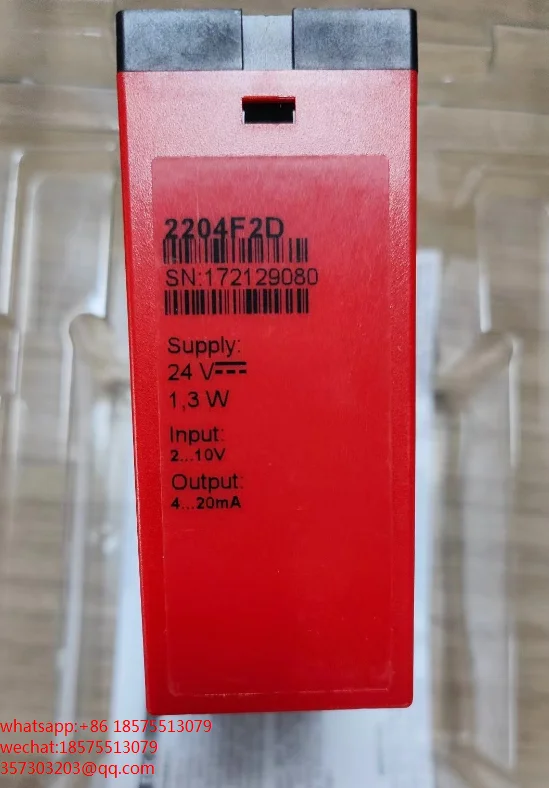 2204F2D
SN:172129080
Supply:
24 V
1,3 W
Input:
2...10V
Output:
4...20mA
whatsapp:+86 18575513079
wechat:18575513079
357303203@qq.com